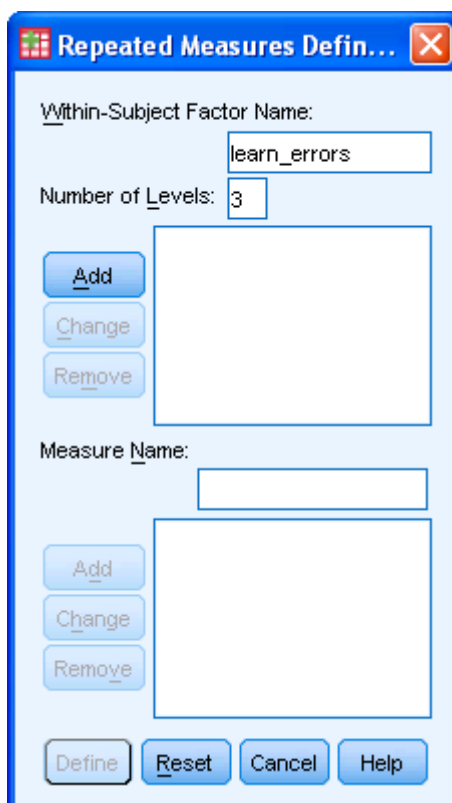 Repeated Measures Defin...
Within-Subject Factor Name:
learn_errors
Number of Levels: 3
Add
Change
Remove
Measure Name:
Add
Change
Remove
Define Reset Cancel Help